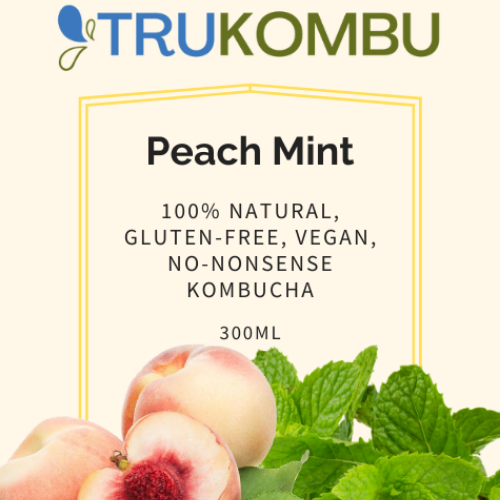 TRUKOMBU
Peach Mint
100% NATURAL,
GLUTEN-FREE, VEGAN,
NO-NONSENSE
KOMBUCHA
300ML